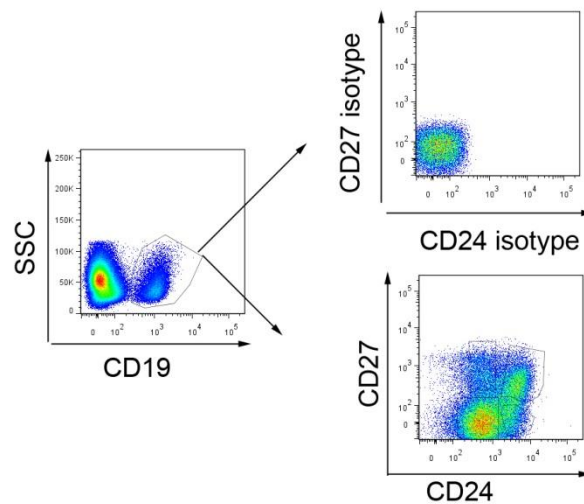 CD27 isotype
10⁵
10⁴
10³
10²
0
0 10² 10³ 10⁴ 10⁵
CD24 isotype
SSC
250K
200K
150K
100K
50K
0
0 10² 10³ 10⁴ 10⁵
CD19
CD27
10⁵
10⁴
10³
10²
0
0 10² 10³ 10⁴ 10⁵
CD24